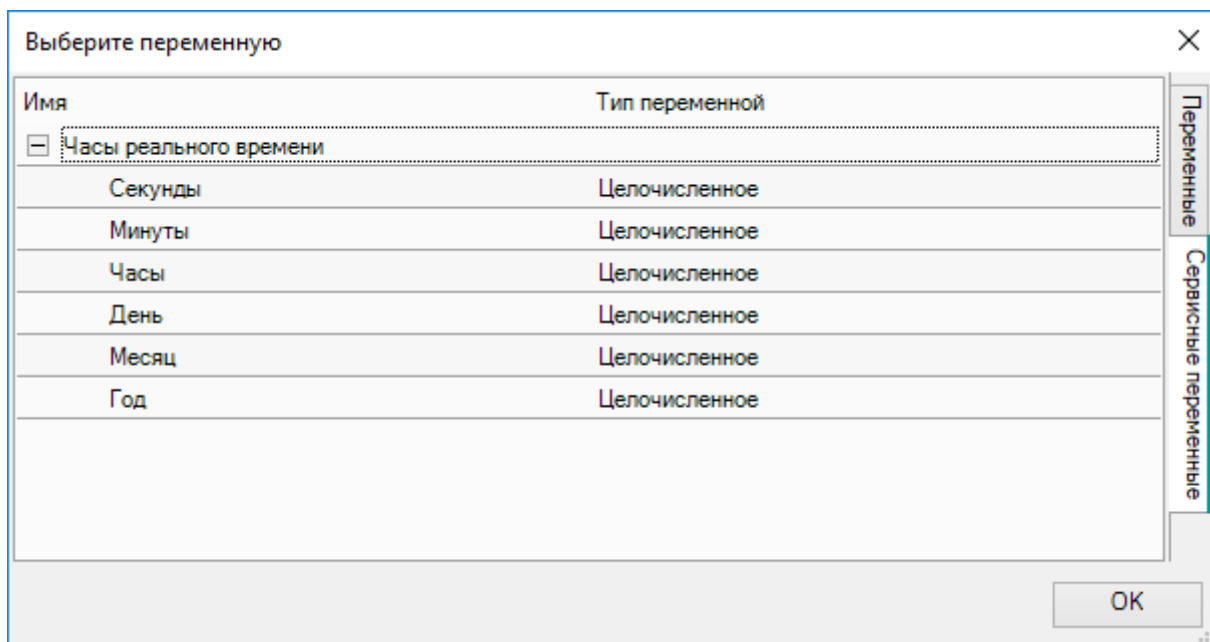 Выберите переменную
Имя Тип переменной
Часы реального времени
Секунды Целочисленное
Минуты Целочисленное
Часы Целочисленное
День Целочисленное
Месяц Целочисленное
Год Целочисленное
Переменные
Сервисные переменные
OK